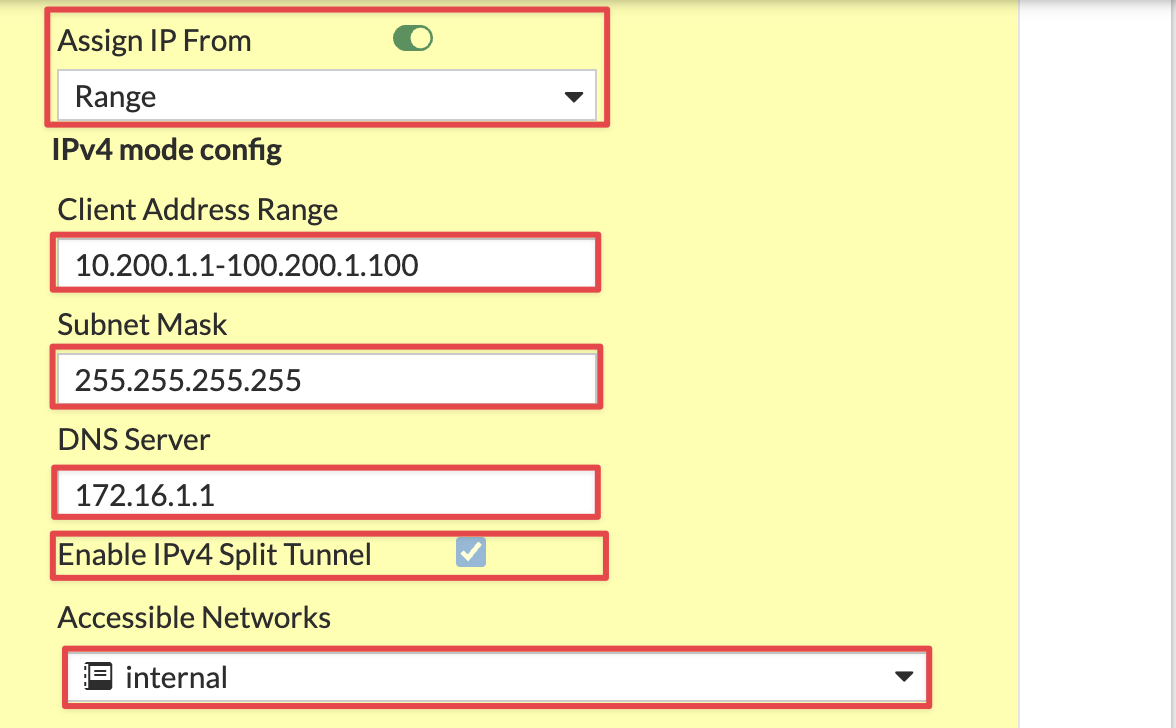 Assign IP From
Range
IPv4 mode config
Client Address Range
10.200.1.1-100.200.1.100
Subnet Mask
255.255.255.255
DNS Server
172.16.1.1
Enable IPv4 Split Tunnel
Accessible Networks
internal